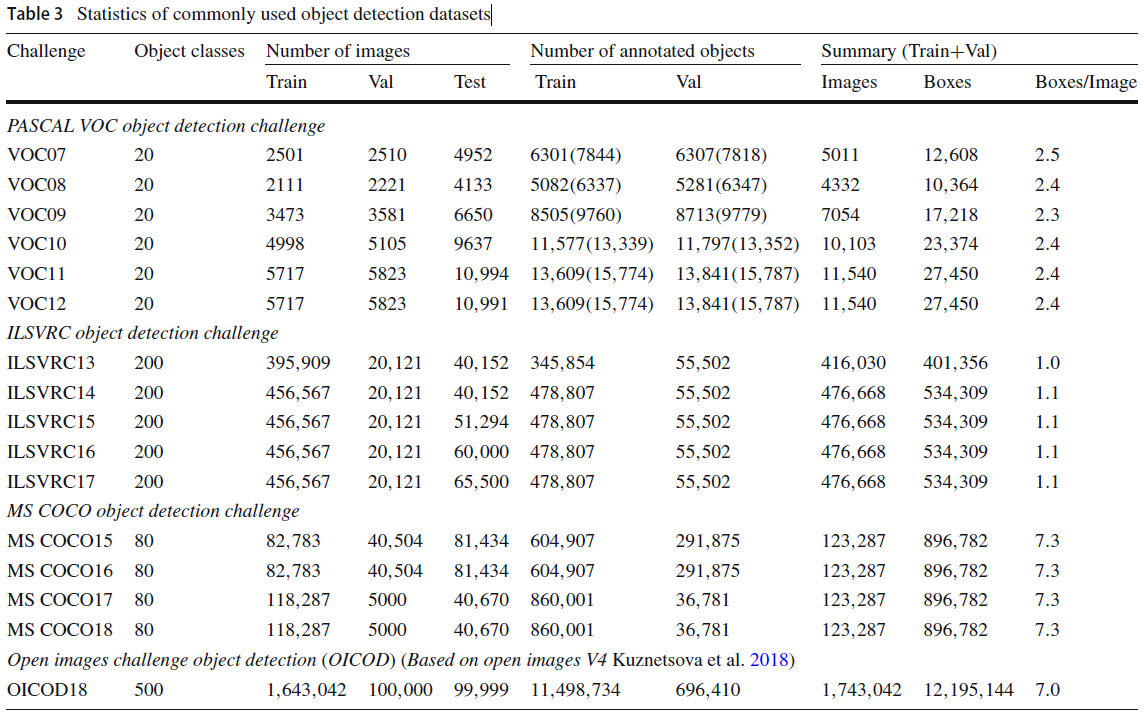 Table 3 Statistics of commonly used object detection datasets
Challenge Object classes Number of images Number of annotated objects Summary (Train+Val)
Train Val Test Train Val Images Boxes Boxes/Image
PASCAL VOC object detection challenge
VOC07 20 2501 2510 4952 6301(7844) 6307(7818) 5011 12,608 2.5
VOC08 20 2111 2221 4133 5082(6337) 5281(6347) 4332 10,364 2.4
VOC09 20 3473 3581 6650 8505(9760) 8713(9779) 7054 17,218 2.3
VOC10 20 4998 5105 9637 11,577(13,339) 11,797(13,352) 10,103 23,374 2.4
VOC11 20 5717 5823 10,994 13,609(15,774) 13,841(15,787) 11,540 27,450 2.4
VOC12 20 5717 5823 10,991 13,609(15,774) 13,841(15,787) 11,540 27,450 2.4
ILSVRC object detection challenge
ILSVRC13 200 395,909 20,121 40,152 345,854 55,502 416,030 401,356 1.0
ILSVRC14 200 456,567 20,121 40,152 478,807 55,502 476,668 534,309 1.1
ILSVRC15 200 456,567 20,121 51,294 478,807 55,502 476,668 534,309 1.1
ILSVRC16 200 456,567 20,121 60,000 478,807 55,502 476,668 534,309 1.1
ILSVRC17 200 456,567 20,121 65,500 478,807 55,502 476,668 534,309 1.1
MS COCO object detection challenge
MS COCO15 80 82,783 40,504 81,434 604,907 291,875 123,287 896,782 7.3
MS COCO16 80 82,783 40,504 81,434 604,907 291,875 123,287 896,782 7.3
MS COCO17 80 118,287 5000 40,670 860,001 36,781 123,287 896,782 7.3
MS COCO18 80 118,287 5000 40,670 860,001 36,781 123,287 896,782 7.3
Open images challenge object detection (OICOD) (Based on open images V4 Kuznetsova et al. 2018)
OICOD18 500 1,643,042 100,000 99,999 11,498,734 696,410 1,743,042 12,195,144 7.0